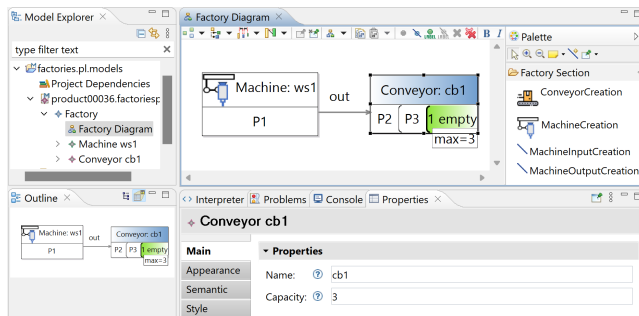 Model Explorer
type filter text
factories.pl.models
Project Dependencies
product00036.factoriesp
Factory
Factory Diagram
Machine ws1
Conveyor cb1
Factory Diagram
B I
Machine: ws1
P1
out
Conveyor: cb1
P2 P3 1 empty
max=3
Palette
Factory Section
ConveyorCreation
MachineCreation
MachineInputCreation
MachineOutputCreation
Outline
Machine: ws1
P1
out
Conveyor: cb1
P2 P3 1 empty
max=3
Interpreter Problems Console Properties
Conveyor cb1
Main
Appearance
Semantic
Style
Properties
Name: cb1
Capacity: 3